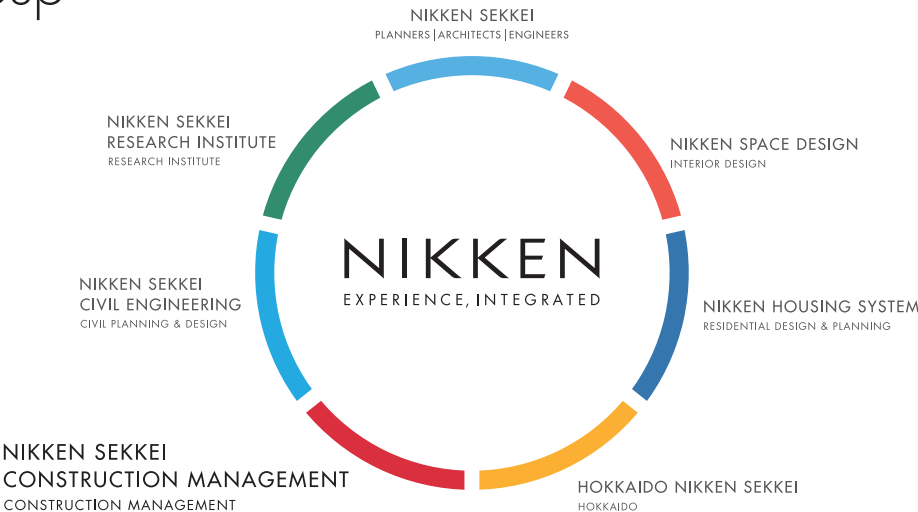 NIKKEN SEKKEI
PLANNERS|ARCHITECTS|ENGINEERS
NIKKEN SEKKEI
RESEARCH INSTITUTE
RESEARCH INSTITUTE
NIKKEN SPACE DESIGN
INTERIOR DESIGN
NIKKEN
EXPERIENCE, INTEGRATED
NIKKEN SEKKEI
CIVIL ENGINEERING
CIVIL PLANNING & DESIGN
NIKKEN HOUSING SYSTEM
RESIDENTIAL DESIGN & PLANNING
NIKKEN SEKKEI
CONSTRUCTION MANAGEMENT
CONSTRUCTION MANAGEMENT
HOKKAIDO NIKKEN SEKKEI
HOKKAIDO